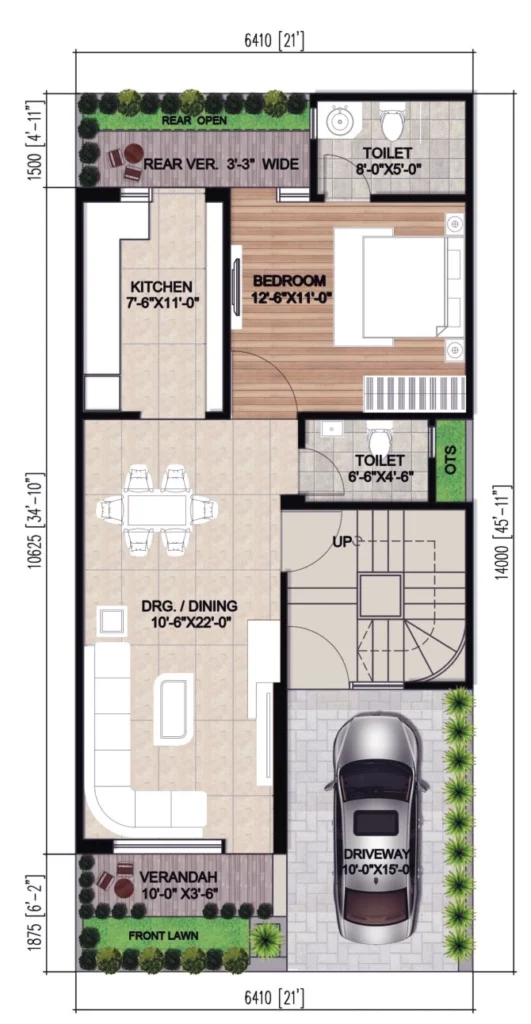 6410 [21']
1500 [4'-11"]
REAR OPEN
REAR VER. 3'-3" WIDE
TOILET
8'-0"X5'-0"
KITCHEN
7'-6"X11'-0"
BEDROOM
12'-6"X11'-0"
TOILET
6'-6"X4'-6"
OTS
10625 [34'-10"]
14000 [45'-11"]
UP
DRG. / DINING
10'-6"X22'-0"
DRIVEWAY
10'-0"X15'-0"
VERANDAH
10'-0" X3'-6"
1875 [6'-2"]
FRONT LAWN
6410 [21']